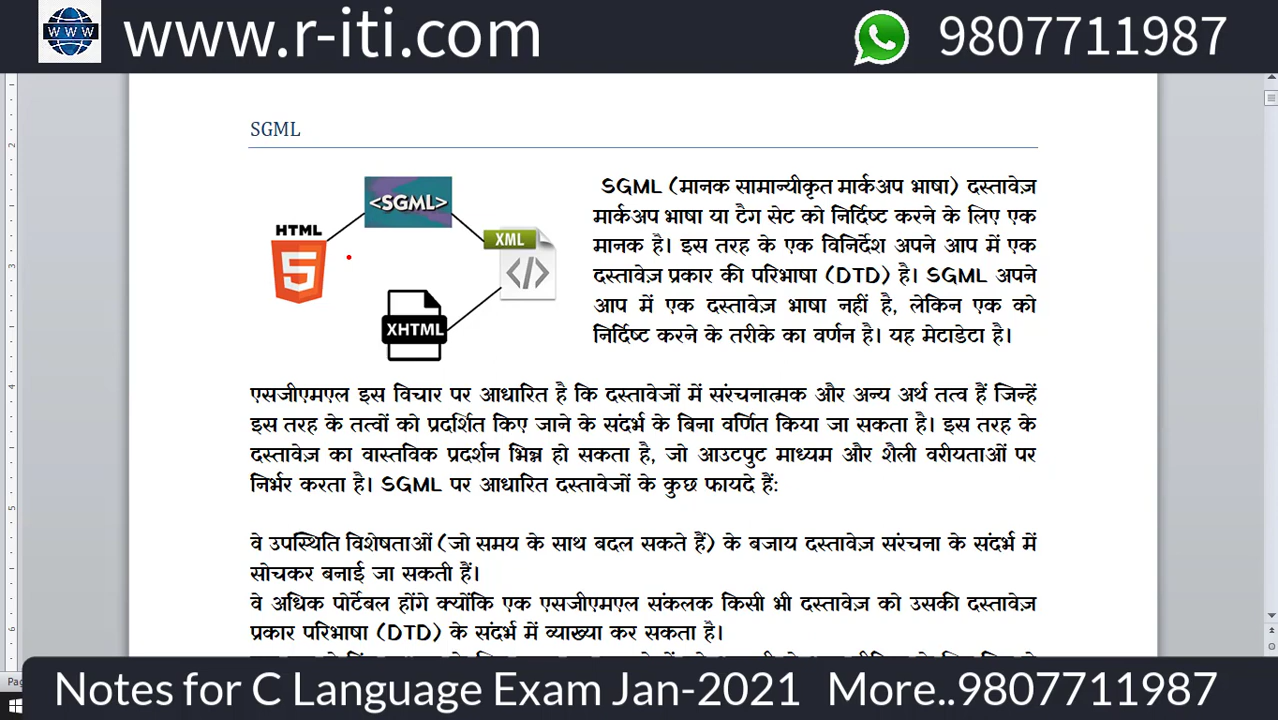 WWW
www.r-iti.com
9807711987
SGML
<SGML>
HTML
5
XML
</>
XHTML
SGML (मानक सामान्यीकृत मार्कअप भाषा) दस्तावेज़
मार्कअप भाषा या टैग सेट को निर्दिष्ट करने के लिए एक
मानक है। इस तरह के एक विनिर्देश अपने आप में एक
दस्तावेज़ प्रकार की परिभाषा (DTD) है। SGML अपने
आप में एक दस्तावेज़ भाषा नहीं है, लेकिन एक को
निर्दिष्ट करने के तरीके का वर्णन है। यह मेटाडेटा है।
एसजीएमएल इस विचार पर आधारित है कि दस्तावेजों में संरचनात्मक और अन्य अर्थ तत्व हैं जिन्हें
इस तरह के तत्वों को प्रदर्शित किए जाने के संदर्भ के बिना वर्णित किया जा सकता है। इस तरह के
दस्तावेज़ का वास्तविक प्रदर्शन भिन्न हो सकता है, जो आउटपुट माध्यम और शैली वरीयताओं पर
निर्भर करता है। SGML पर आधारित दस्तावेजों के कुछ फायदे हैं:
वे उपस्थिति विशेषताओं (जो समय के साथ बदल सकते हैं) के बजाय दस्तावेज़ संरचना के संदर्भ में
सोचकर बनाई जा सकती हैं।
वे अधिक पोर्टेबल होंगे क्योंकि एक एसजीएमएल संकलक किसी भी दस्तावेज़ को उसकी दस्तावेज़
प्रकार परिभाषा (DTD) के संदर्भ में व्याख्या कर सकता है।
Notes for C Language Exam Jan-2021 More..9807711987